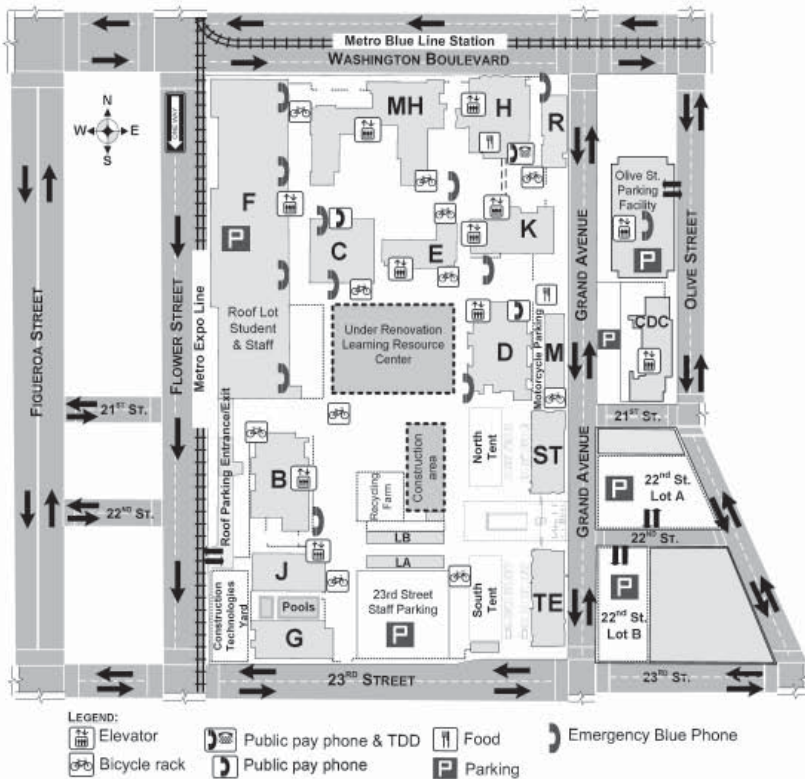 Metro Blue Line Station
WASHINGTON BOULEVARD
N
W E
S
ONE WAY
MH
H
R
F
P
Roof Lot
Student
& Staff
C
E
K
Olive St.
Parking
Facility
P
OLIVE STREET
GRAND AVENUE
FIGUEROA STREET
FLOWER STREET
Metro Expo Line
Under Renovation
Learning Resource
Center
D
Motorcycle Parking
M
P
CDC
21ST ST.
21ST ST.
Roof Parking Entrance/Exit
B
Recycling
Farm
Construction
area
North
Tent
ST
GRAND AVENUE
P
22nd St.
Lot A
22ND ST.
22ND ST.
LB
LA
J
Pools
G
Construction
Technologies
Yard
23rd Street
Staff Parking
P
South
Tent
TE
P
22nd St.
Lot B
23RD STREET
23RD ST.
LEGEND:
Elevator
Public pay phone & TDD
Food
Emergency Blue Phone
Bicycle rack
Public pay phone
P Parking